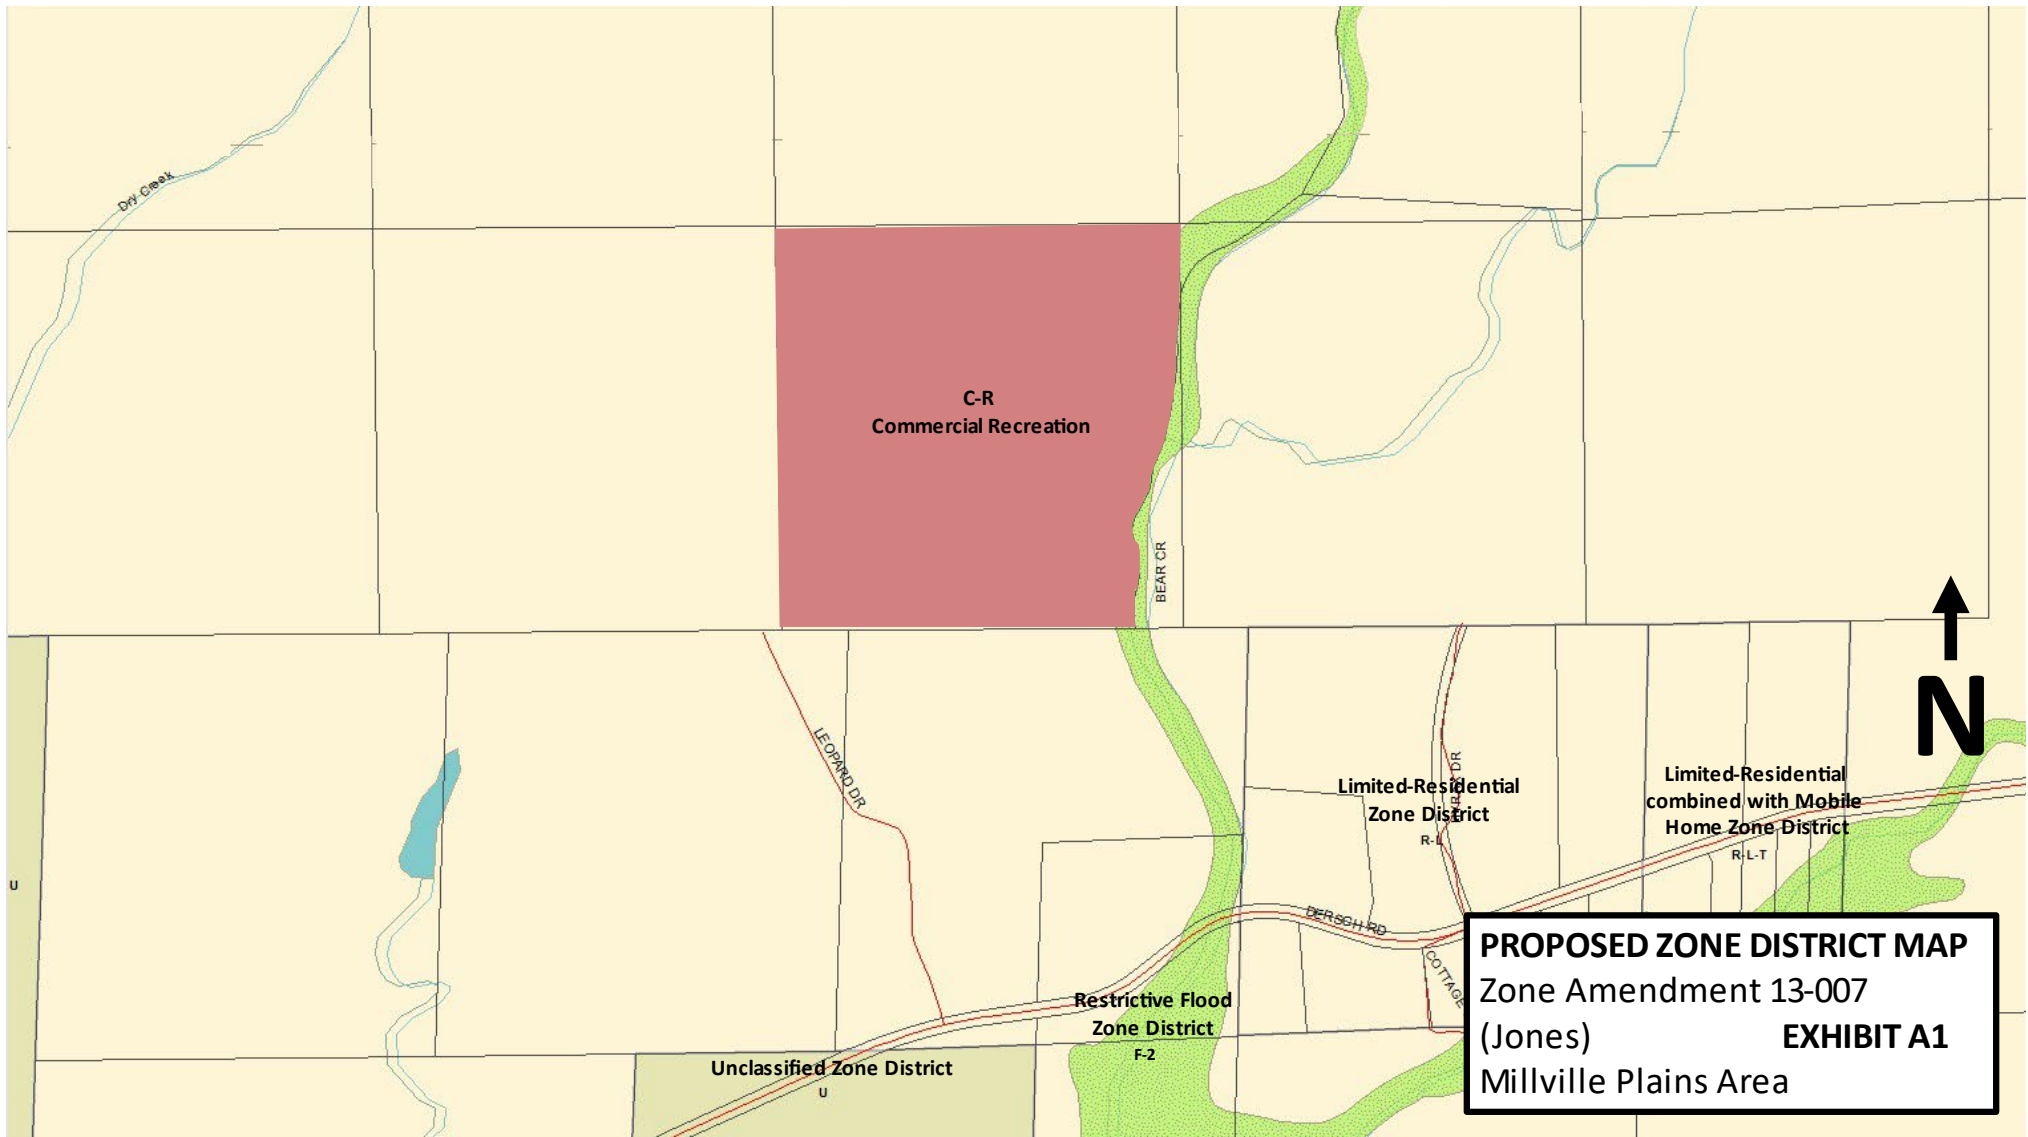 Dry Creek
C-R
Commercial Recreation
BEAR CR
LEOPARD DR
Limited-Residential
Zone District
R-L
Limited-Residential
combined with Mobile
Home Zone District
R-L-T
N
U
DERSCH RD
COTTAGE
Restrictive Flood
Zone District
F-2
Unclassified Zone District
U
PROPOSED ZONE DISTRICT MAP
Zone Amendment 13-007
(Jones) EXHIBIT A1
Millville Plains Area